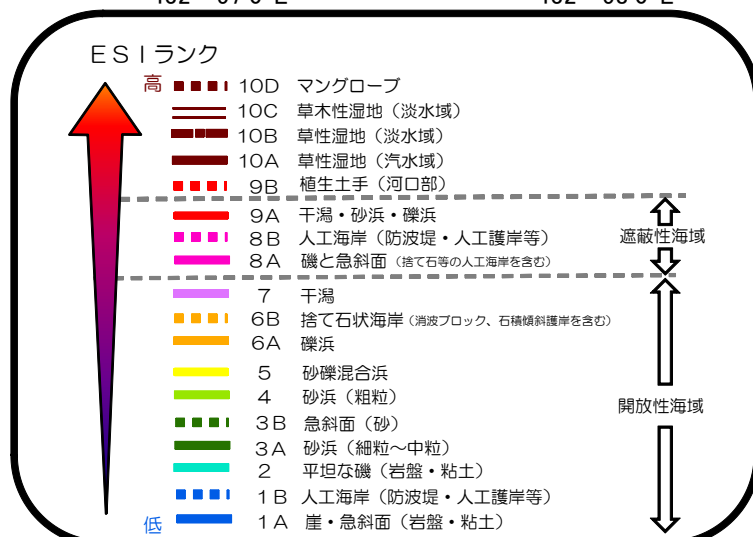 ESIランク
高 10D マングローブ
10C 草木性湿地（淡水域）
10B 草性湿地（淡水域）
10A 草性湿地（汽水域）
9B 植生土手（河口部）
9A 干潟・砂浜・礫浜
8B 人工海岸（防波堤・人工護岸等）
遮蔽性海域
8A 磯と急斜面（捨て石等の人工海岸を含む）
7 干潟
6B 捨て石状海岸（消波ブロック、石積傾斜護岸を含む）
6A 礫浜
5 砂礫混合浜
4 砂浜（粗粒）
開放性海域
3B 急斜面（砂）
3A 砂浜（細粒～中粒）
2 平坦な磯（岩盤・粘土）
1B 人工海岸（防波堤・人工護岸等）
低 1A 崖・急斜面（岩盤・粘土）